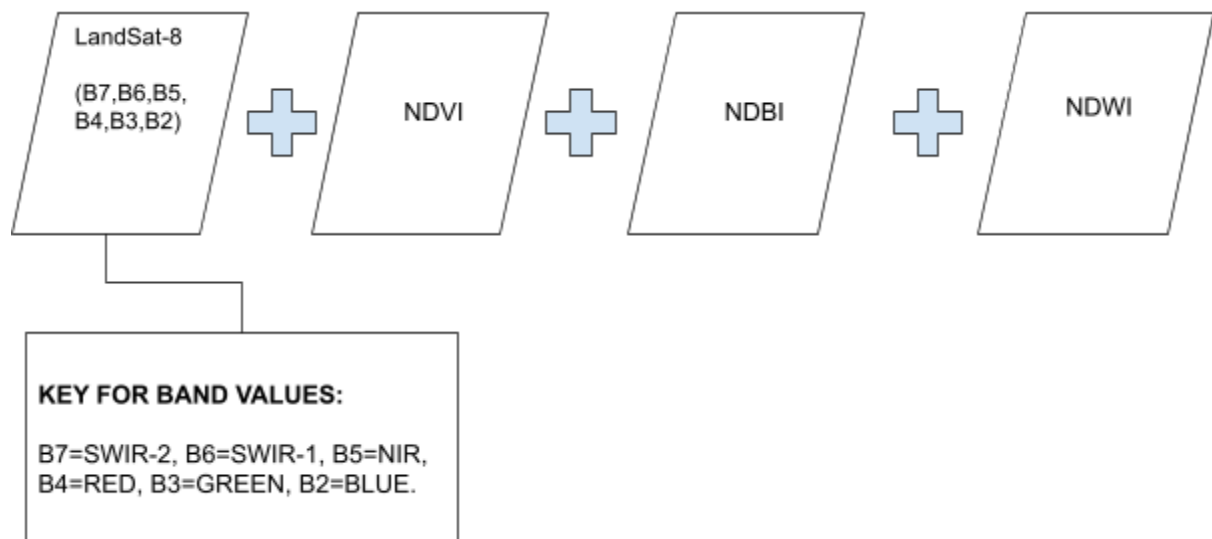 LandSat-8
(B7,B6,B5,
B4,B3,B2)
NDVI
NDBI
NDWI
KEY FOR BAND VALUES:
B7=SWIR-2, B6=SWIR-1, B5=NIR,
B4=RED, B3=GREEN, B2=BLUE.